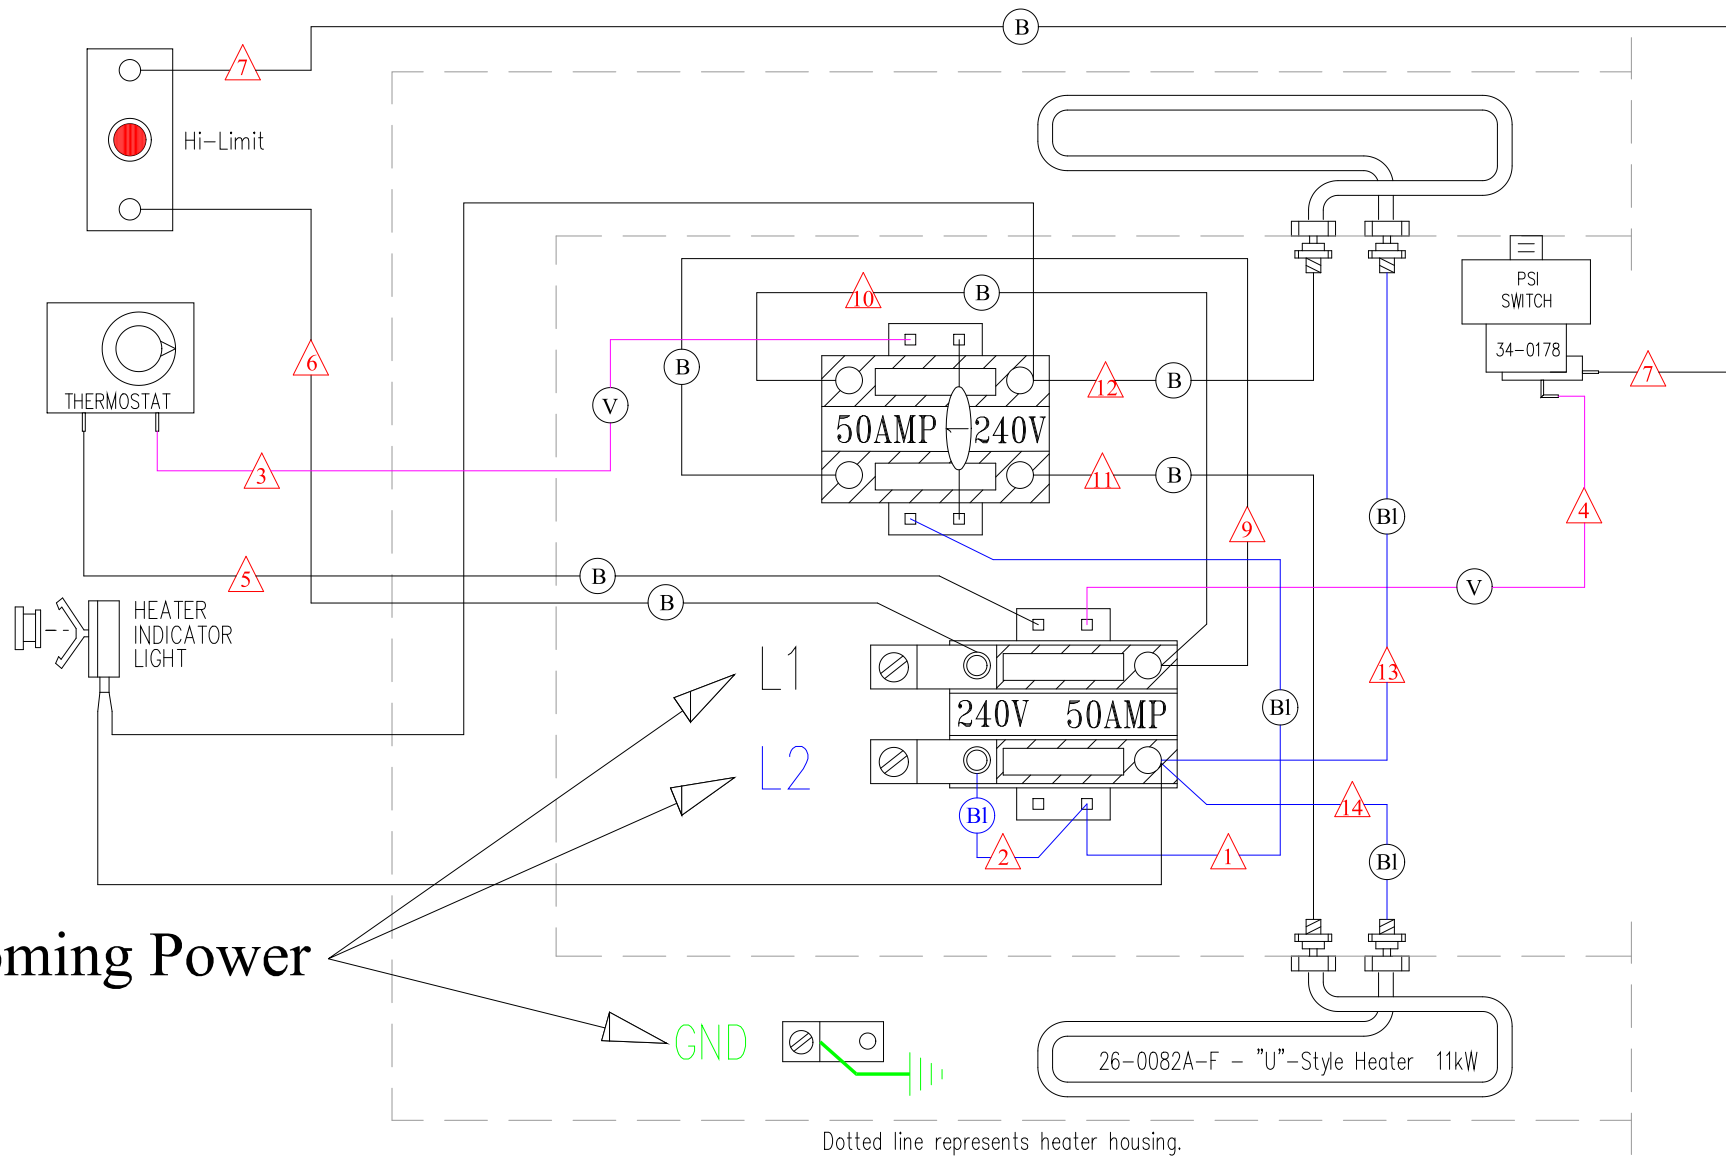 B
7
Hi-Limit
10
B
PSI
SWITCH
34-0178
7
6
B
12
B
THERMOSTAT
V
50AMP
240V
3
11
B
4
Bl
9
5
B
B
V
HEATER
INDICATOR
LIGHT
L1
13
240V
50AMP
Bl
L2
Bl
14
2
1
Bl
oming Power
GND
26-0082A-F - "U"-Style Heater 11kW
Dotted line represents heater housing.